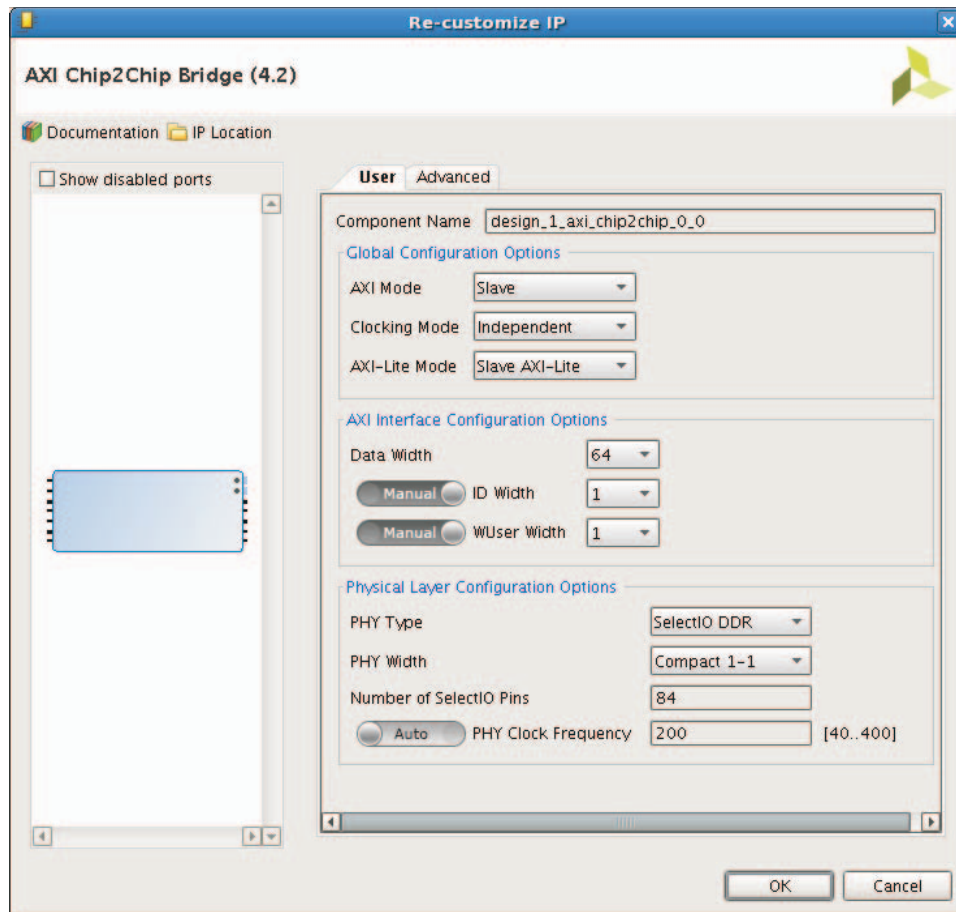 Re-customize IP
AXI Chip2Chip Bridge (4.2)
Documentation IP Location
Show disabled ports
User Advanced
Component Name design_1_axi_chip2chip_0_0
Global Configuration Options
AXI Mode Slave
Clocking Mode Independent
AXI-Lite Mode Slave AXI-Lite
AXI Interface Configuration Options
Data Width 64
Manual ID Width 1
Manual WUser Width 1
Physical Layer Configuration Options
PHY Type SelectIO DDR
PHY Width Compact 1-1
Number of SelectIO Pins 84
Auto PHY Clock Frequency 200 [40..400]
OK Cancel